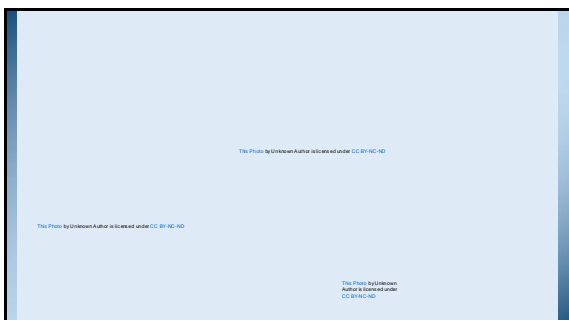 This Photo by Unknown Author is licensed under CC BY-NC-ND
This Photo by Unknown Author is licensed under CC BY-NC-ND
This Photo by Unknown
Author is licensed under
CC BY-NC-ND